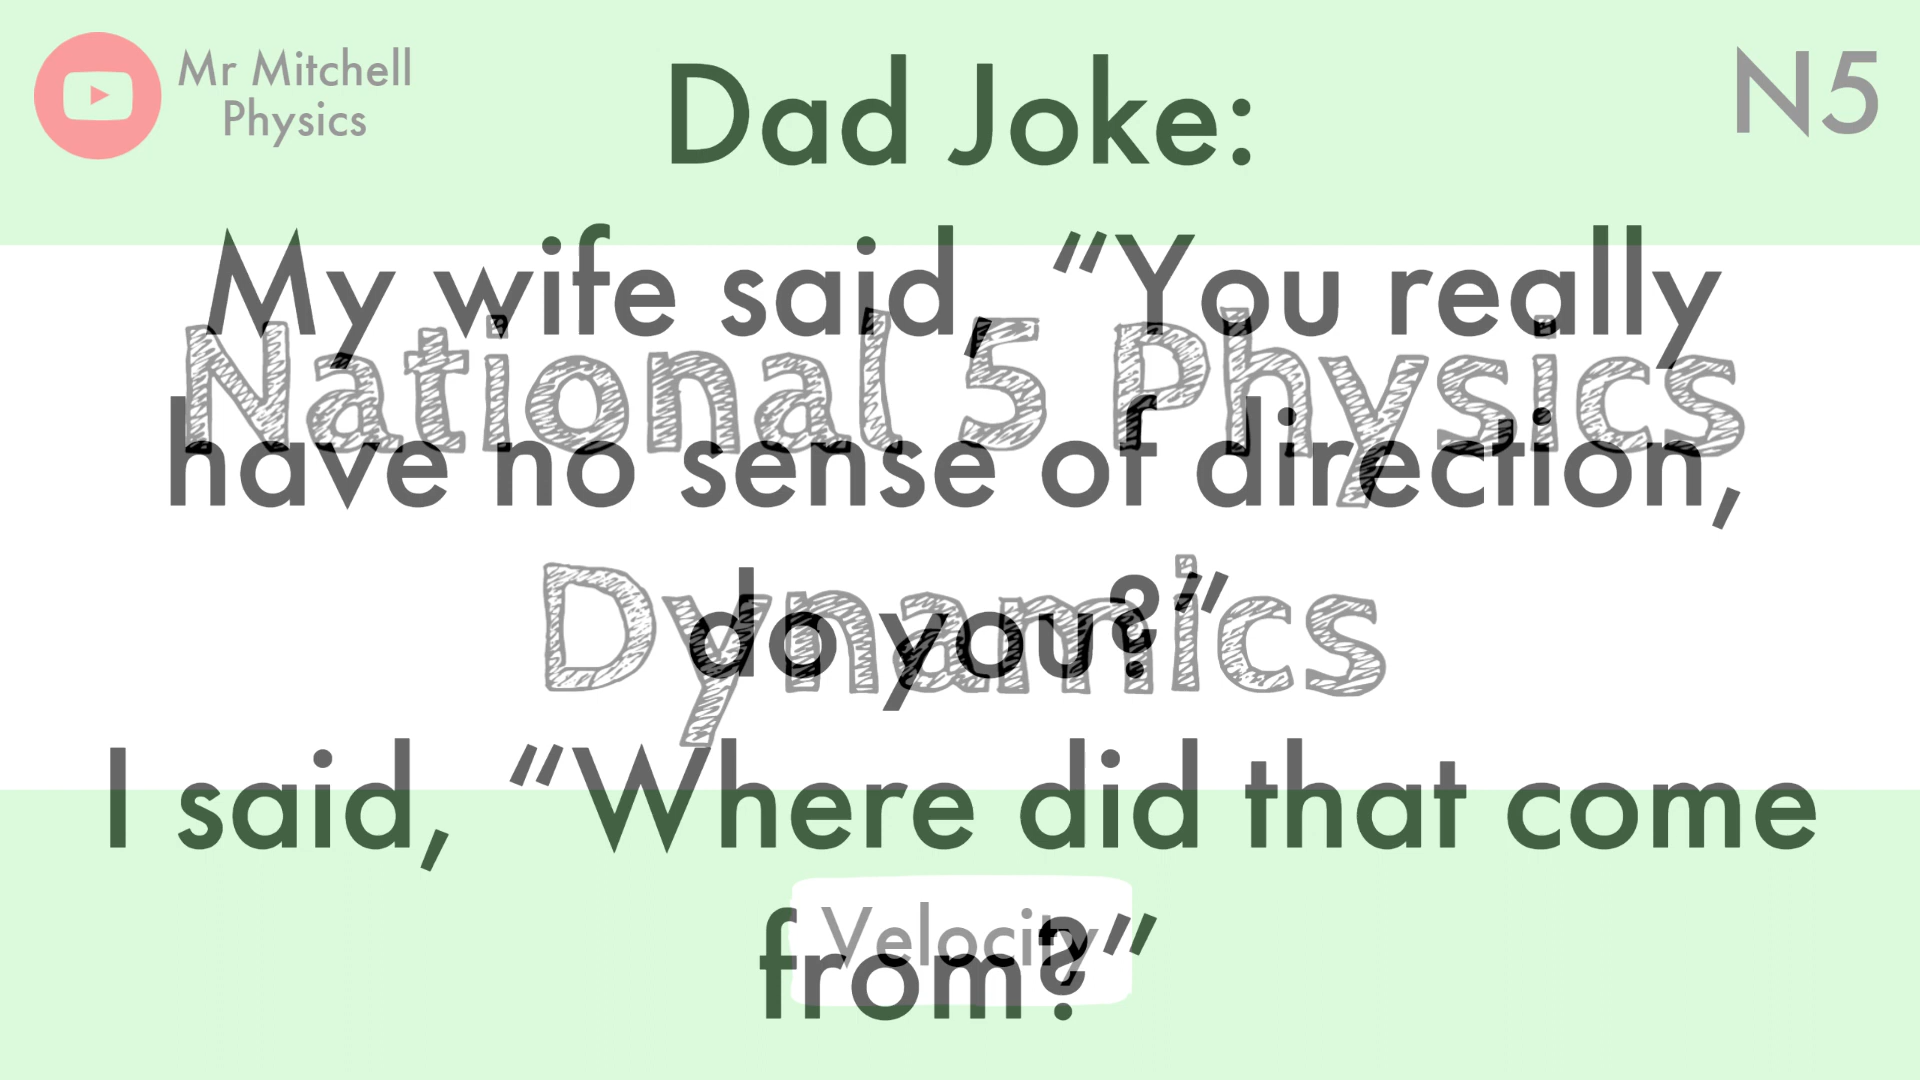 Mr Mitchell
Physics
N5
Dad Joke:
My wife said, “You really
have no sense of direction,
do you?”
I said, “Where did that come
from?”
National 5 Physics
Dynamics
Velocity